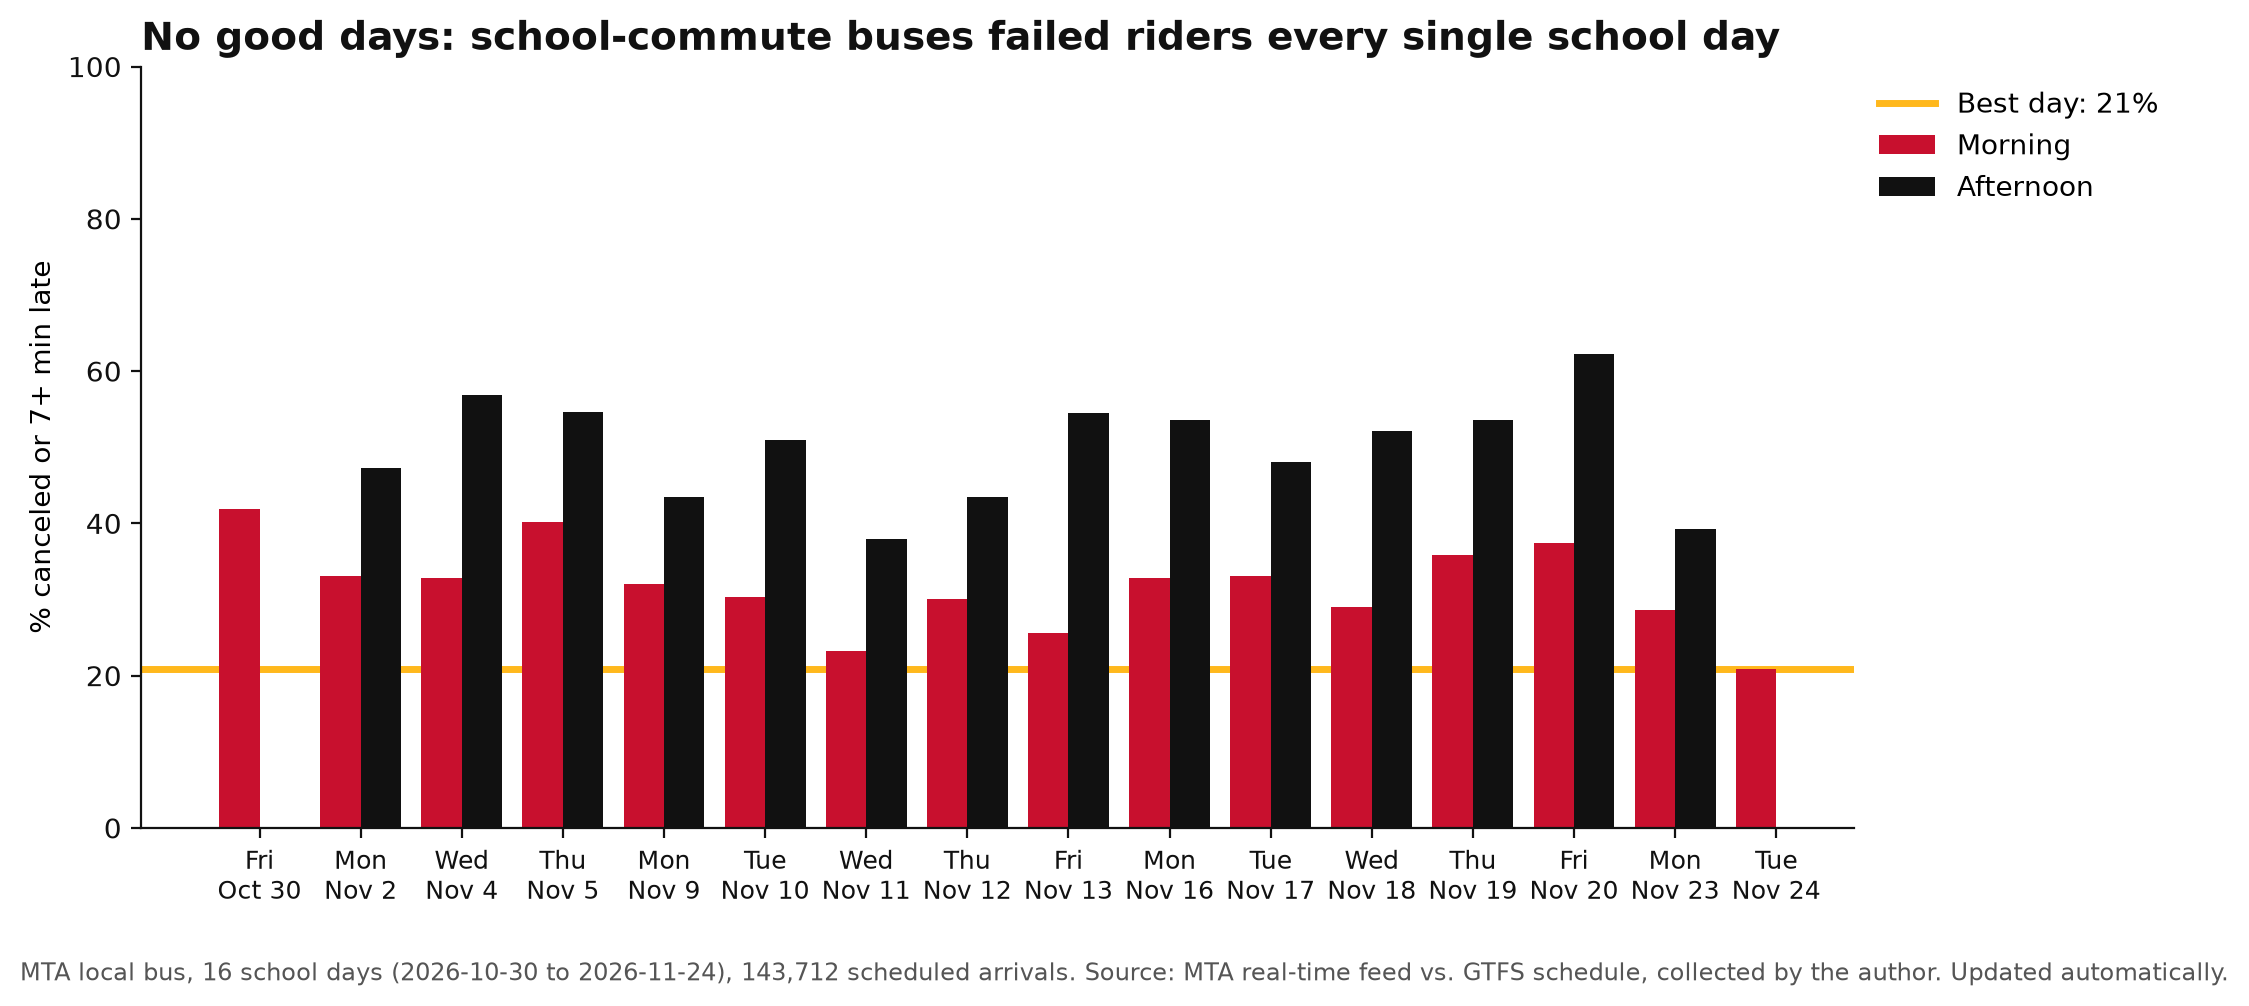 No good days: school-commute buses failed riders every single school day
100
80
60
40
20
0
% canceled or 7+ min late
Best day: 21%
Morning
Afternoon
Fri Mon Wed Thu Mon Tue Wed Thu Fri Mon Tue Wed Thu Fri Mon Tue
Oct 30 Nov 2 Nov 4 Nov 5 Nov 9 Nov 10 Nov 11 Nov 12 Nov 13 Nov 16 Nov 17 Nov 18 Nov 19 Nov 20 Nov 23 Nov 24
MTA local bus, 16 school days (2026-10-30 to 2026-11-24), 143,712 scheduled arrivals. Source: MTA real-time feed vs. GTFS schedule, collected by the author. Updated automatically.